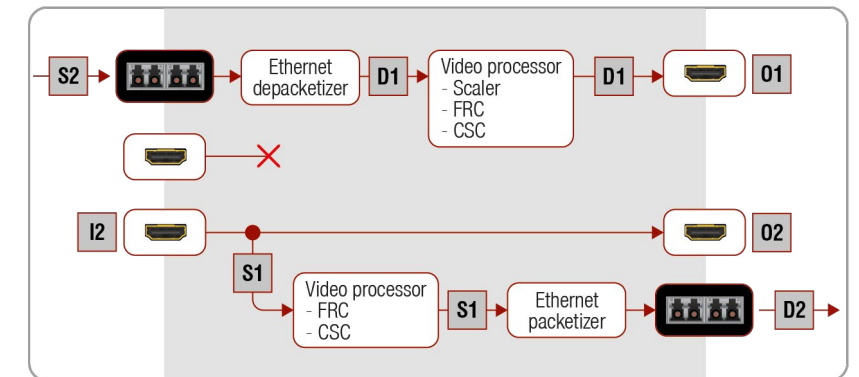 S2
Ethernet
depacketizer
D1
Video processor
- Scaler
- FRC
- CSC
D1
O1
I2
O2
S1
Video processor
- FRC
- CSC
S1
Ethernet
packetizer
D2